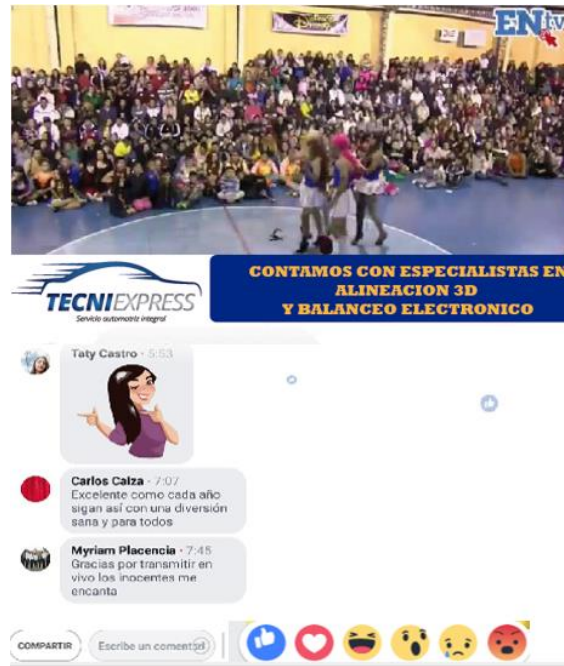 ENtv
TECNIEXPRESS
Servicio automotriz integral
CONTAMOS CON ESPECIALISTAS EN
ALINEACION 3D
Y BALANCEO ELECTRONICO
Taty Castro · 5:53
Carlos Calza · 7:07
Excelente como cada año
sigan así con una diversión
sana y para todos
Myriam Placencia · 7:45
Gracias por transmitir en
vivo los inocentes me
encanta
COMPARTIR
Escribe un comentari